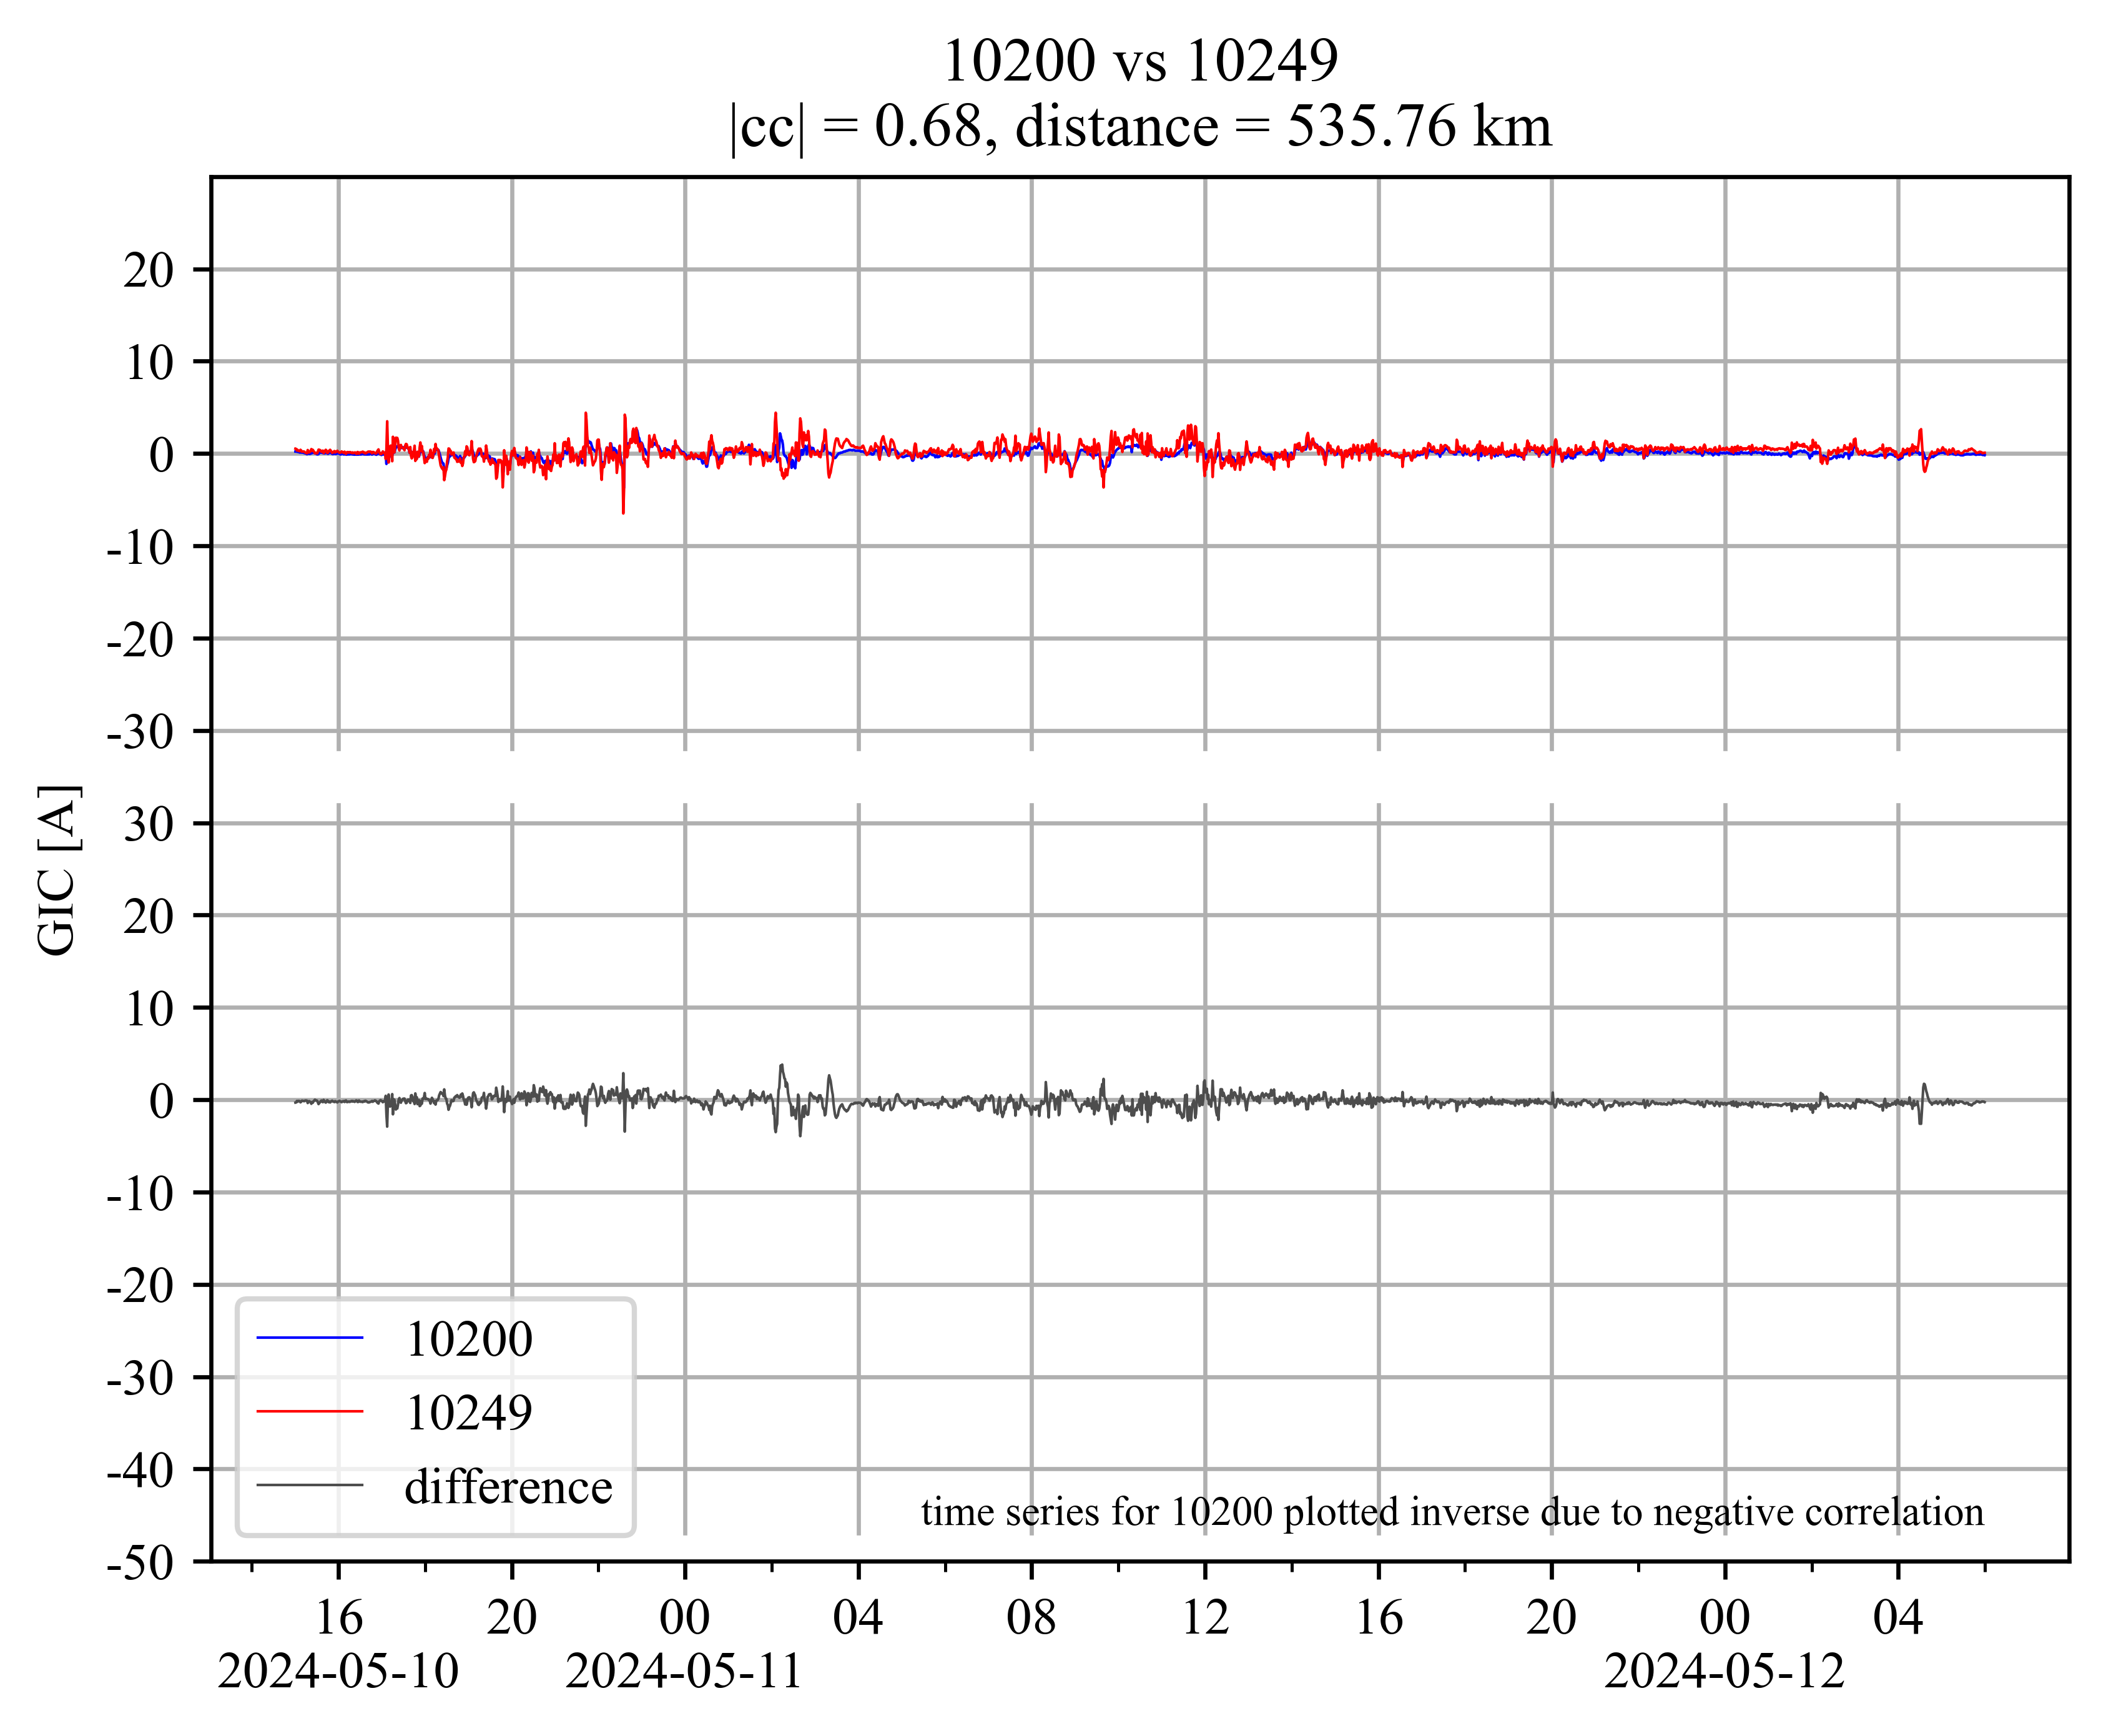 10200 vs 10249
|cc| = 0.68, distance = 535.76 km
20
10
0
-10
-20
-30
30
20
10
0
-10
-20
-30
-40
-50
GIC [A]
10200
10249
difference
time series for 10200 plotted inverse due to negative correlation
16 20 00 04 08 12 16 20 00 04
2024-05-10 2024-05-11 2024-05-12